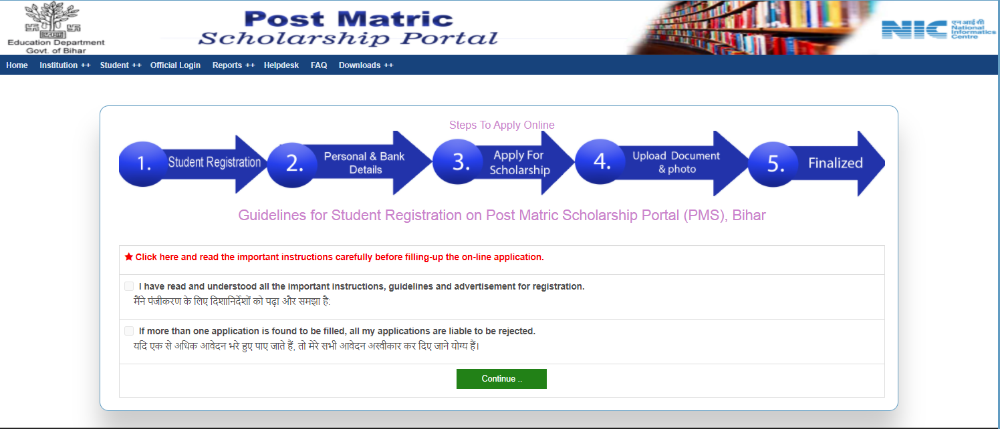 Education Department
Govt. of Bihar
Post Matric
Scholarship Portal
NIC एन आई सी
National
Informatics
Centre
Home Institution ++ Student ++ Official Login Reports ++ Helpdesk FAQ Downloads ++
Steps To Apply Online
1. Student Registration
2. Personal & Bank
Details
3. Apply For
Scholarship
4. Upload Document
& photo
5. Finalized
Guidelines for Student Registration on Post Matric Scholarship Portal (PMS), Bihar
★ Click here and read the important instructions carefully before filling-up the on-line application.
I have read and understood all the important instructions, guidelines and advertisement for registration.
मैंने पंजीकरण के लिए दिशानिर्देशों को पढ़ा और समझा है:
If more than one application is found to be filled, all my applications are liable to be rejected.
यदि एक से अधिक आवेदन भरे हुए पाए जाते हैं, तो मेरे सभी आवेदन अस्वीकार कर दिए जाने योग्य हैं।
Continue ..